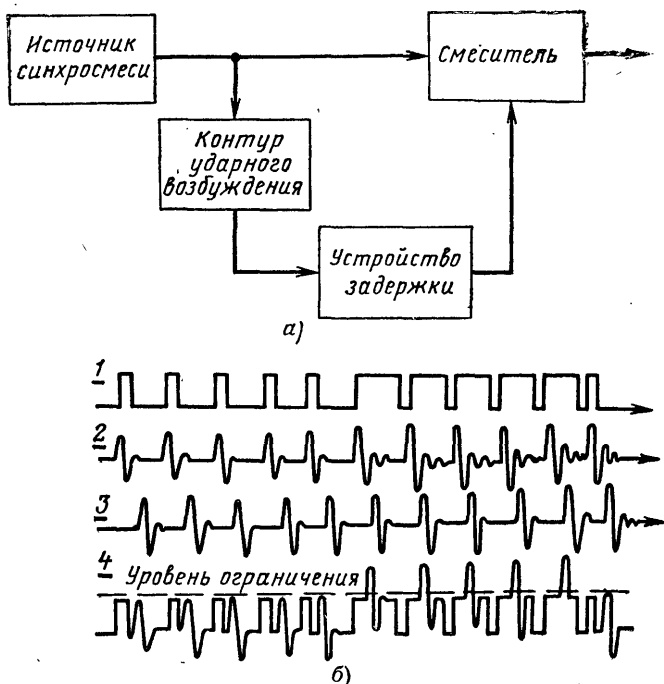 Источник
синхросмеси
Смеситель
Контур
ударного
возбуждения
Устройство
задержки
а)
1
2
3
4
Уровень ограничения
б)